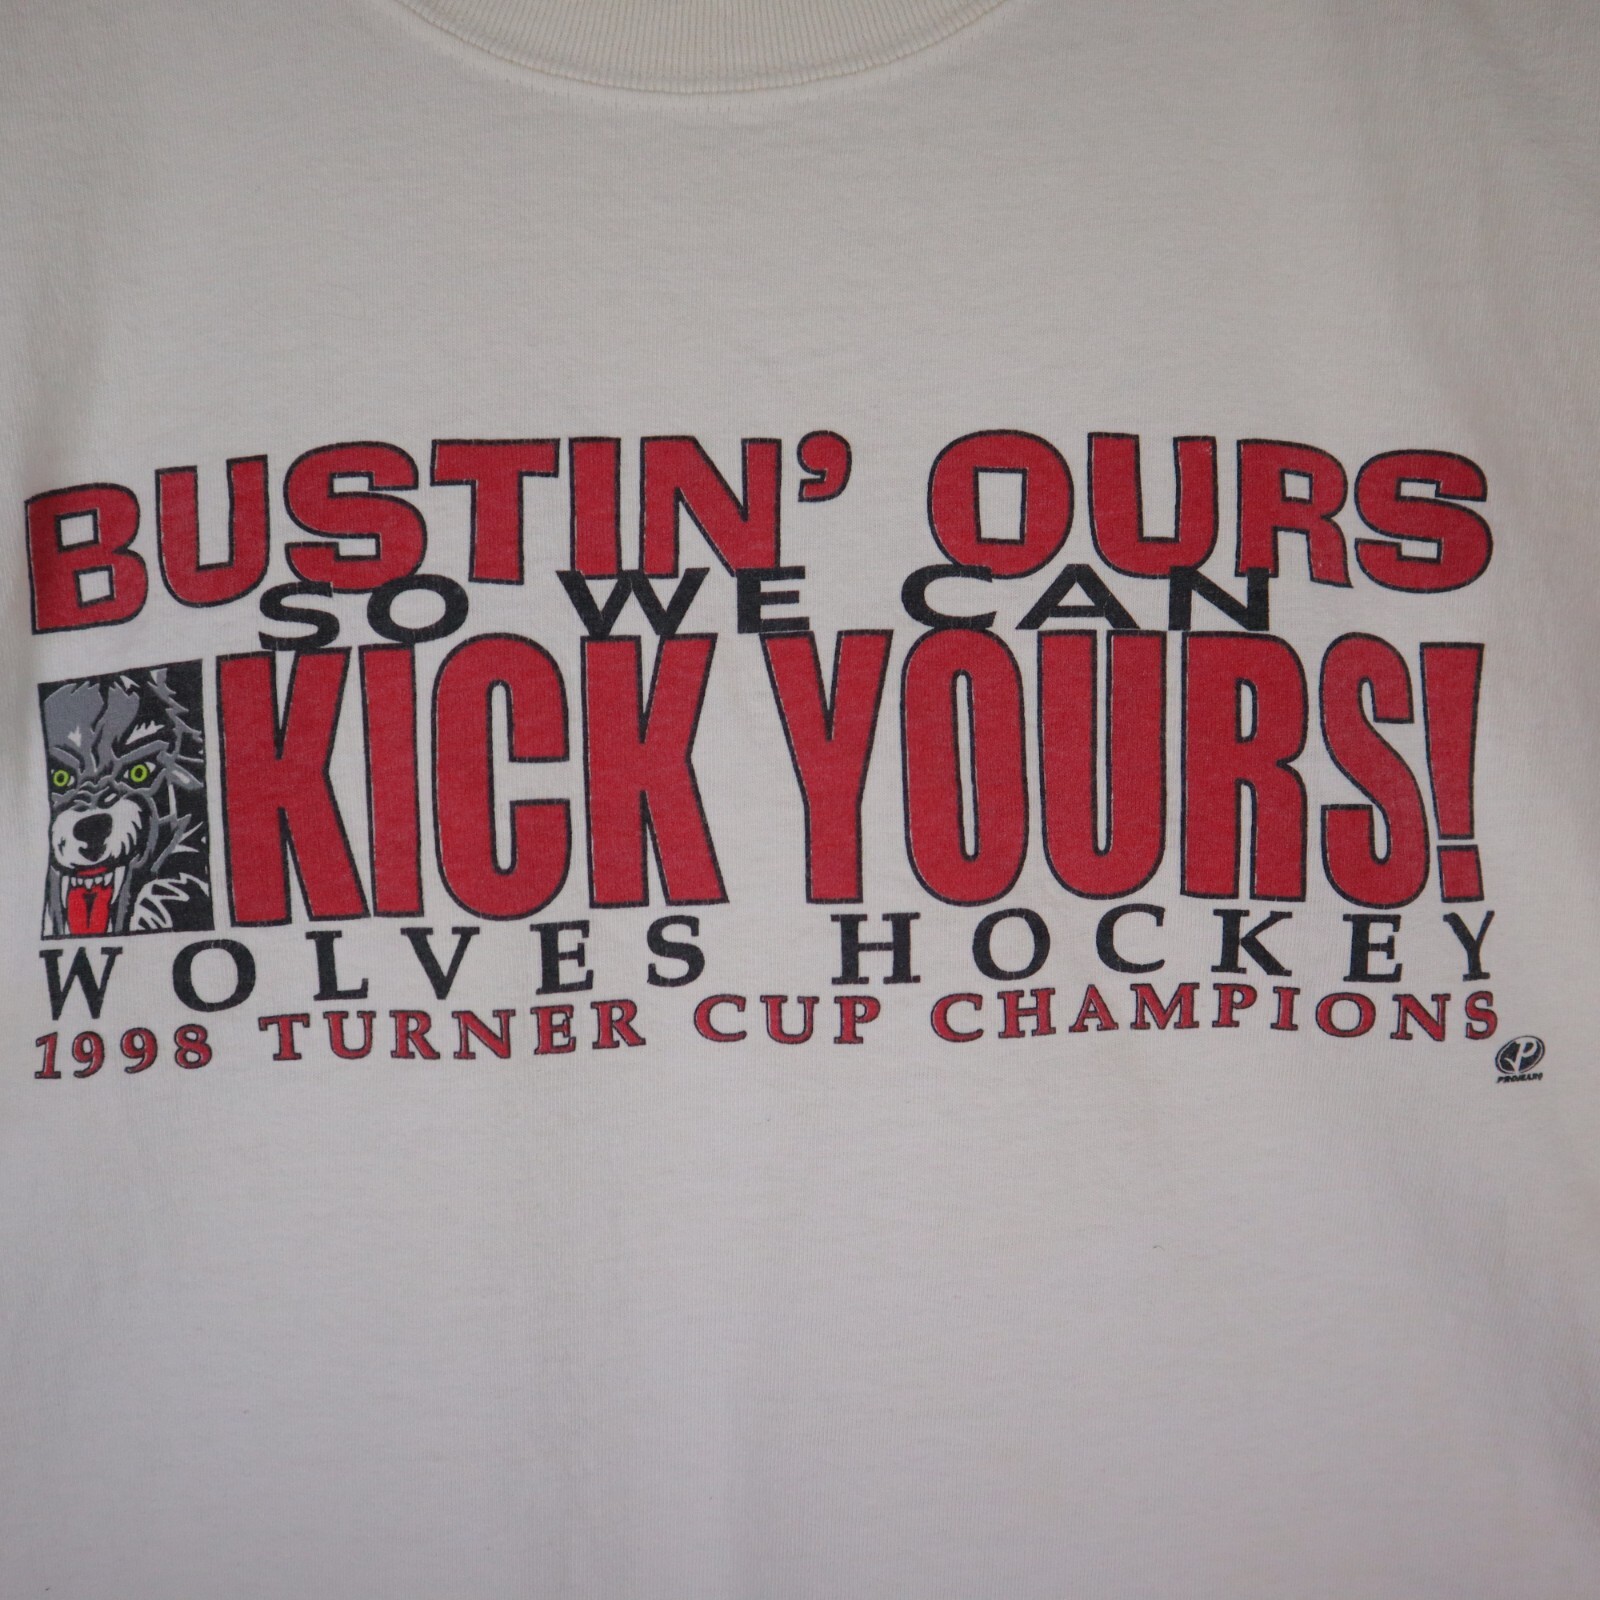 BUSTIN' OURS
SO WE CAN
KICK YOURS!
WOLVES HOCKEY
1998 TURNER CUP CHAMPIONS
P